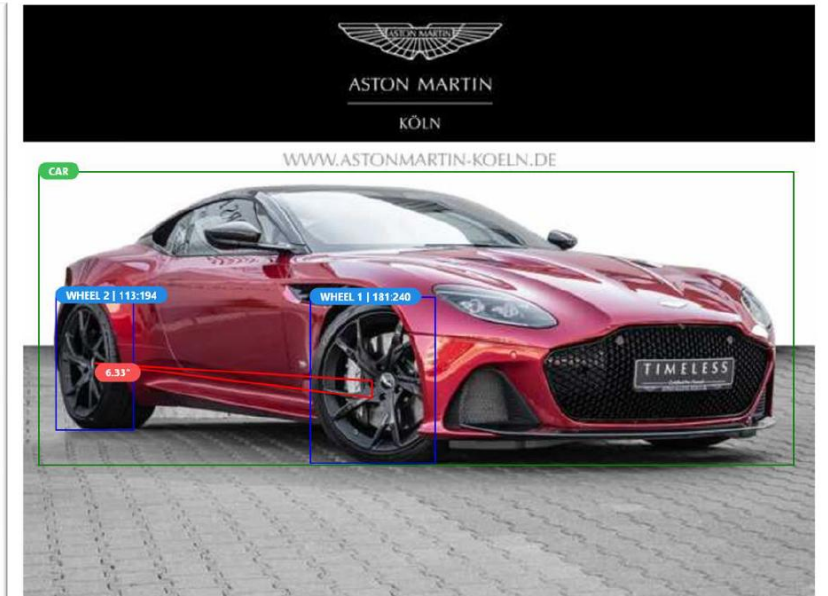 ASTON MARTIN
ASTON MARTIN
KÖLN
WWW.ASTONMARTIN-KOELN.DE
CAR
WHEEL 2 | 113:194
WHEEL 1 | 181:240
6.33°
TIMELESS